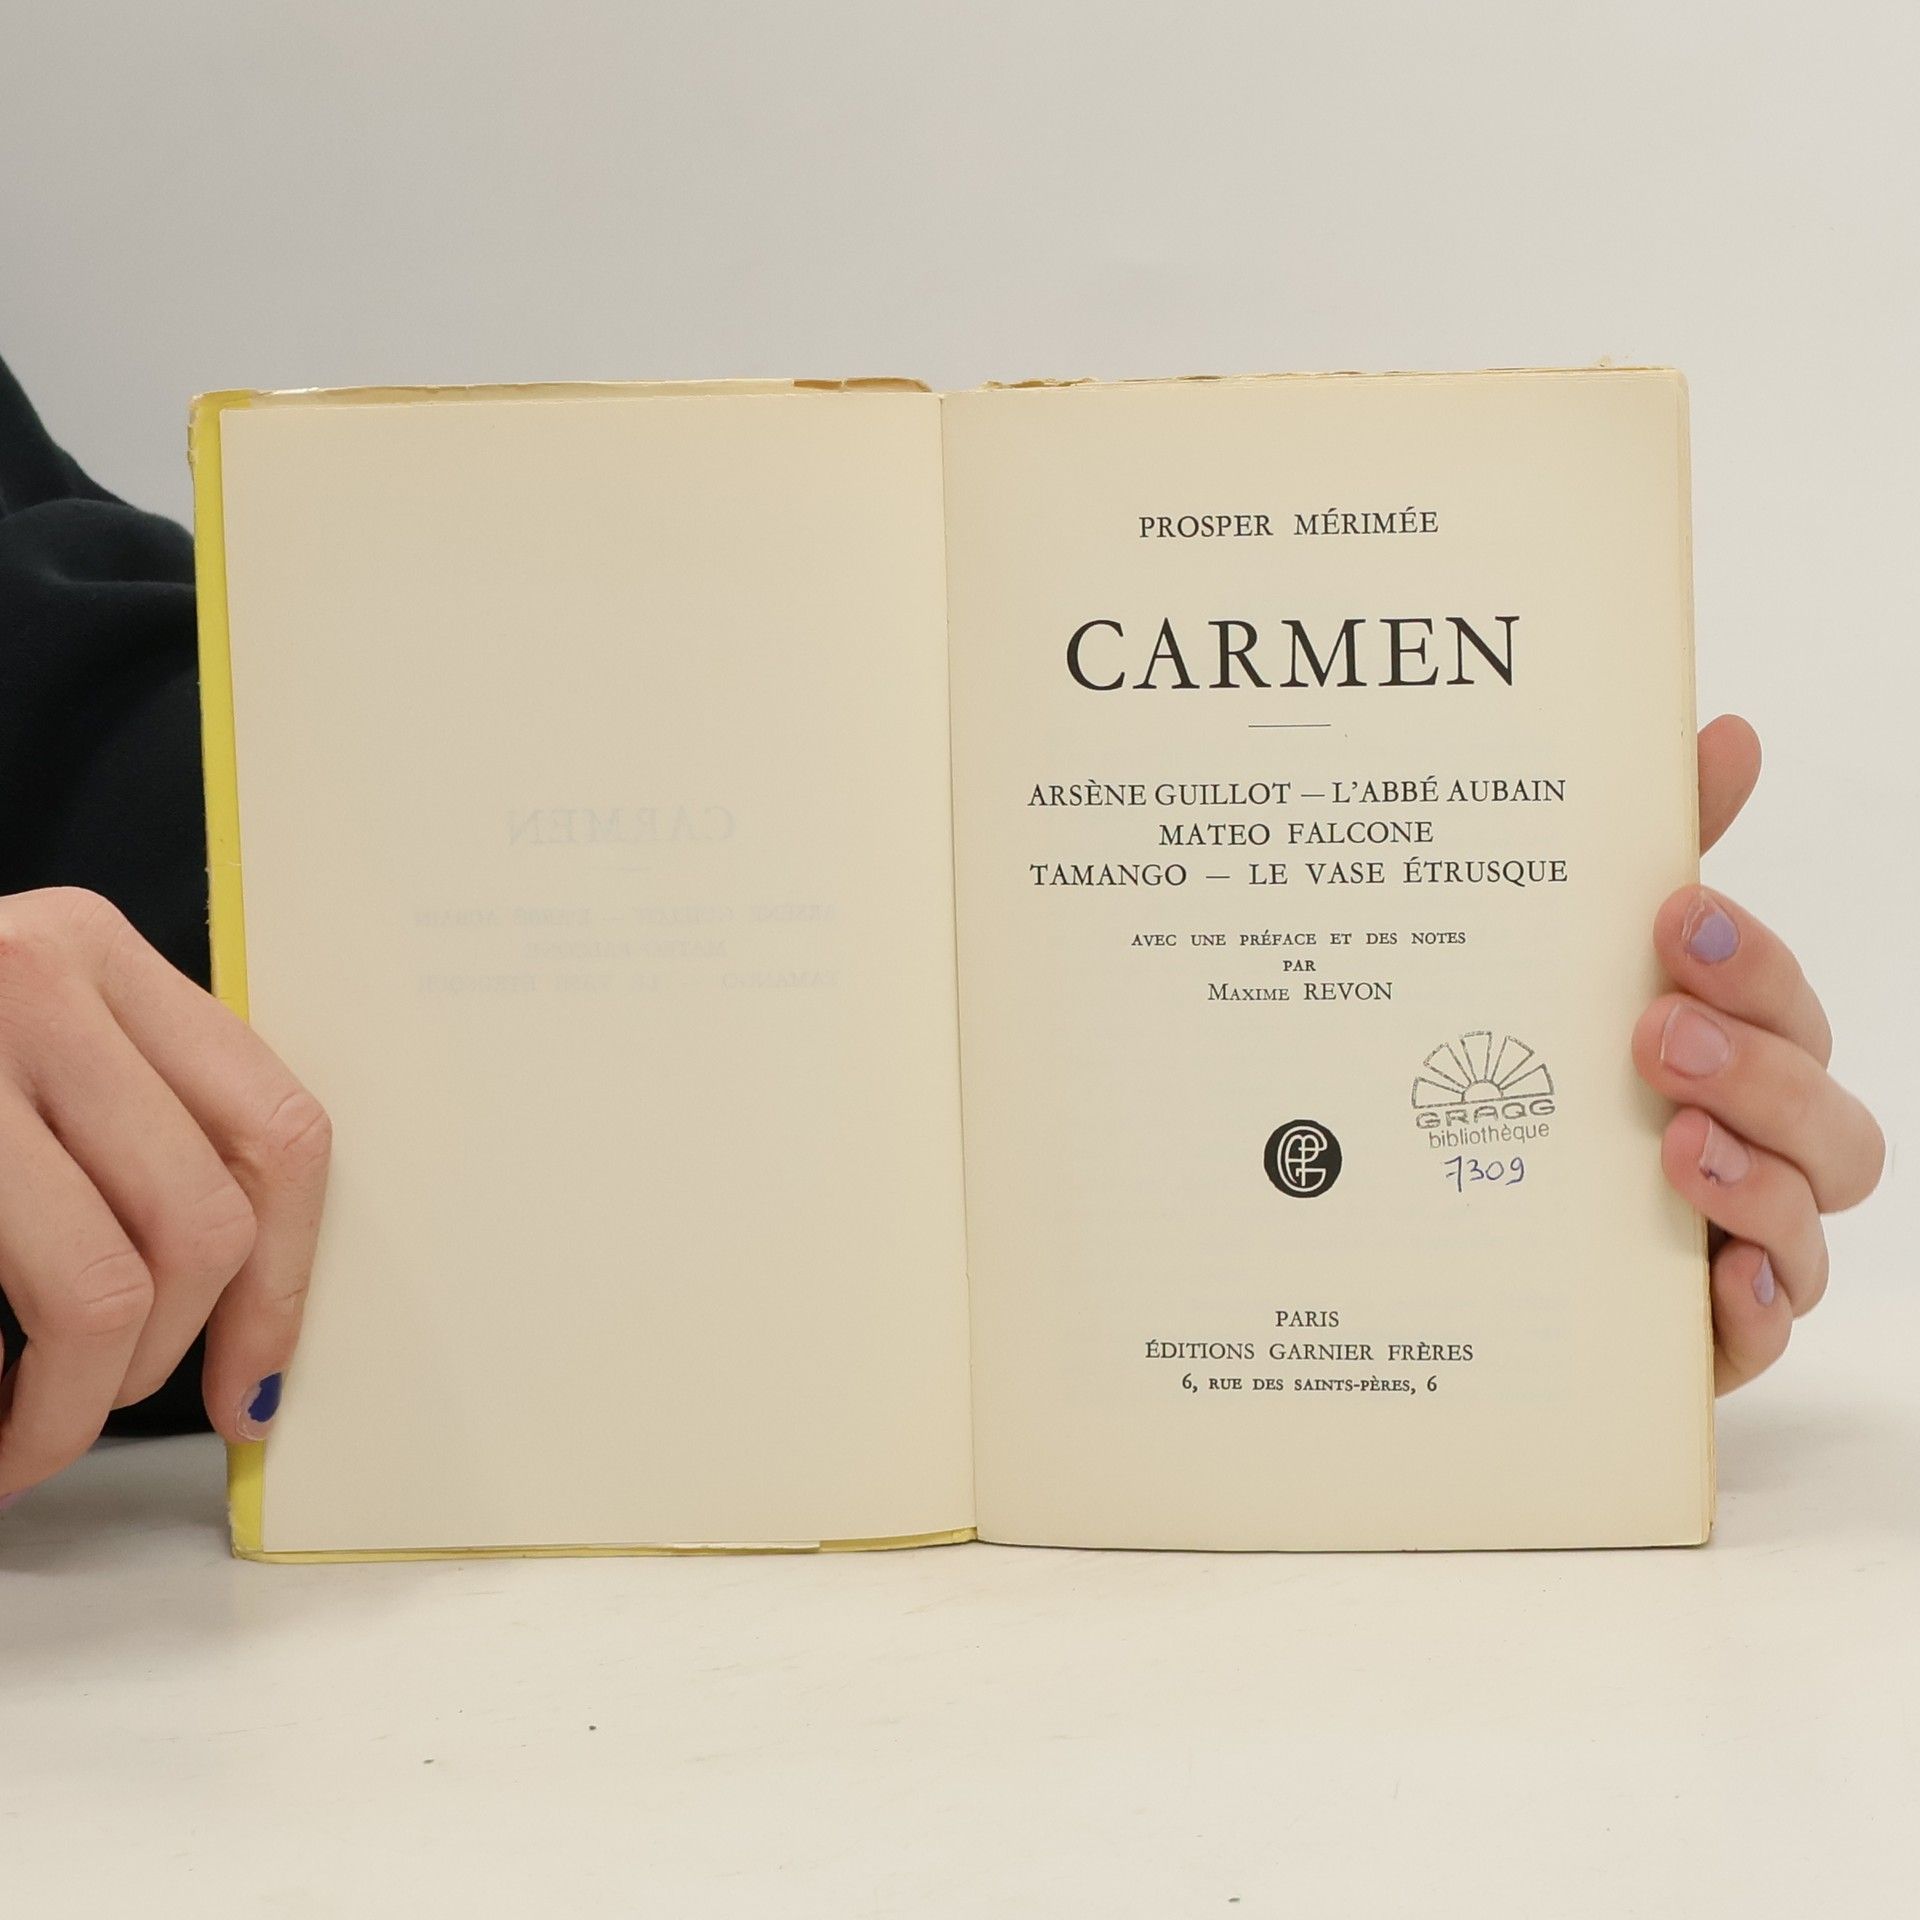 PROSPER MÉRIMÉE
CARMEN
ARSÈNE GUILLOT — L'ABBÉ AUBAIN
MATEO FALCONE
TAMANGO — LE VASE ÉTRUSQUE
AVEC UNE PRÉFACE ET DES NOTES
PAR
MAXIME REVON
GRAQG
bibliothèque
7309
PARIS
ÉDITIONS GARNIER FRÈRES
6, RUE DES SAINTS-PÈRES, 6